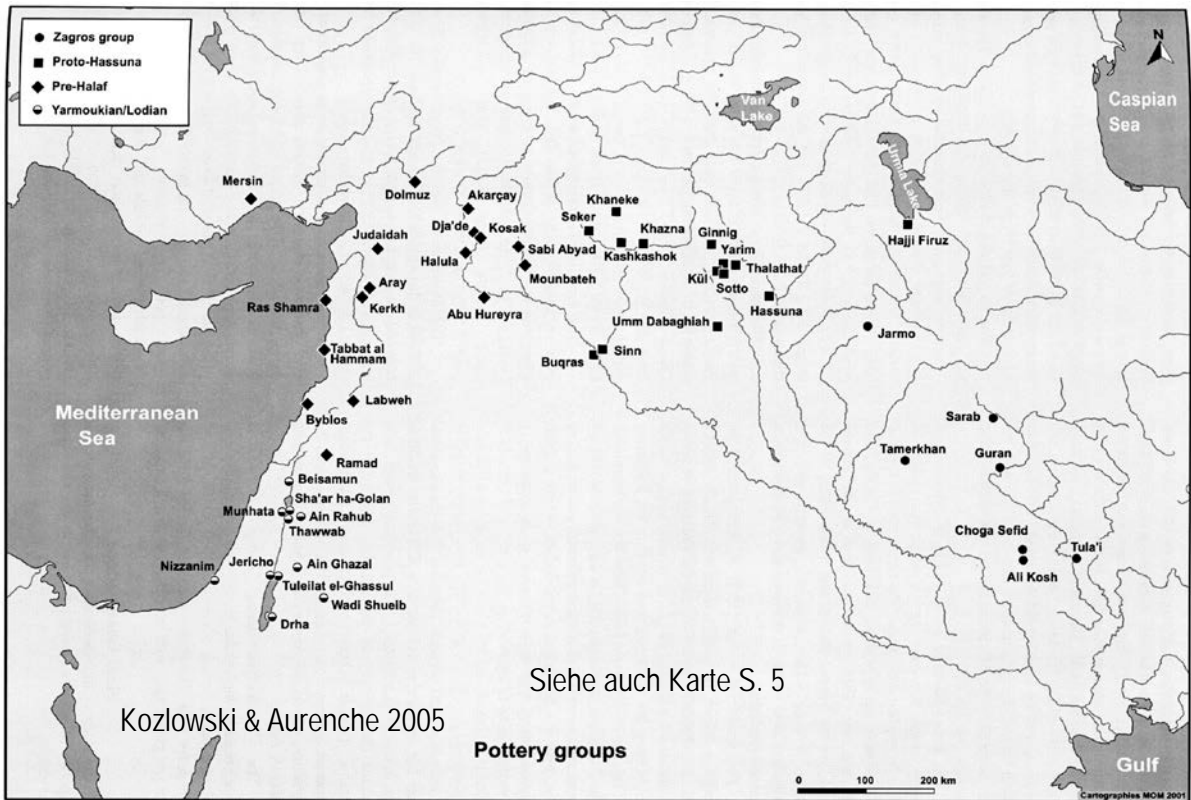 Zagros group
Proto-Hassuna
Pre-Halaf
Yarmoukian/Lodian
N
Caspian
Sea
Van
Lake
Urmia Lake
Mersin
Dolmuz
Akarçay
Khaneke
Seker
Dja'de
Kosak
Khazna
Ginnig
Hajji Firuz
Judaidah
Sabi Abyad
Kashkashok
Yarim
Halula
Mounbateh
Thalathat
Kül
Sotto
Aray
Kerkh
Ras Shamra
Abu Hureyra
Hassuna
Umm Dabaghiah
Jarmo
Tabbat al
Hammam
Sinn
Buqras
Mediterranean
Sea
Labweh
Byblos
Sarab
Ramad
Tamerkhan
Guran
Beisamun
Sha'ar ha-Golan
Munhata
Ain Rahub
Thawwab
Choga Sefid
Tula'i
Nizzanim
Jericho
Ain Ghazal
Ali Kosh
Tuleilat el-Ghassul
Wadi Shueib
Drha
Siehe auch Karte S. 5
Kozlowski & Aurenche 2005
Pottery groups
Gulf
0 100 200 km
Cartographies MOM 2001